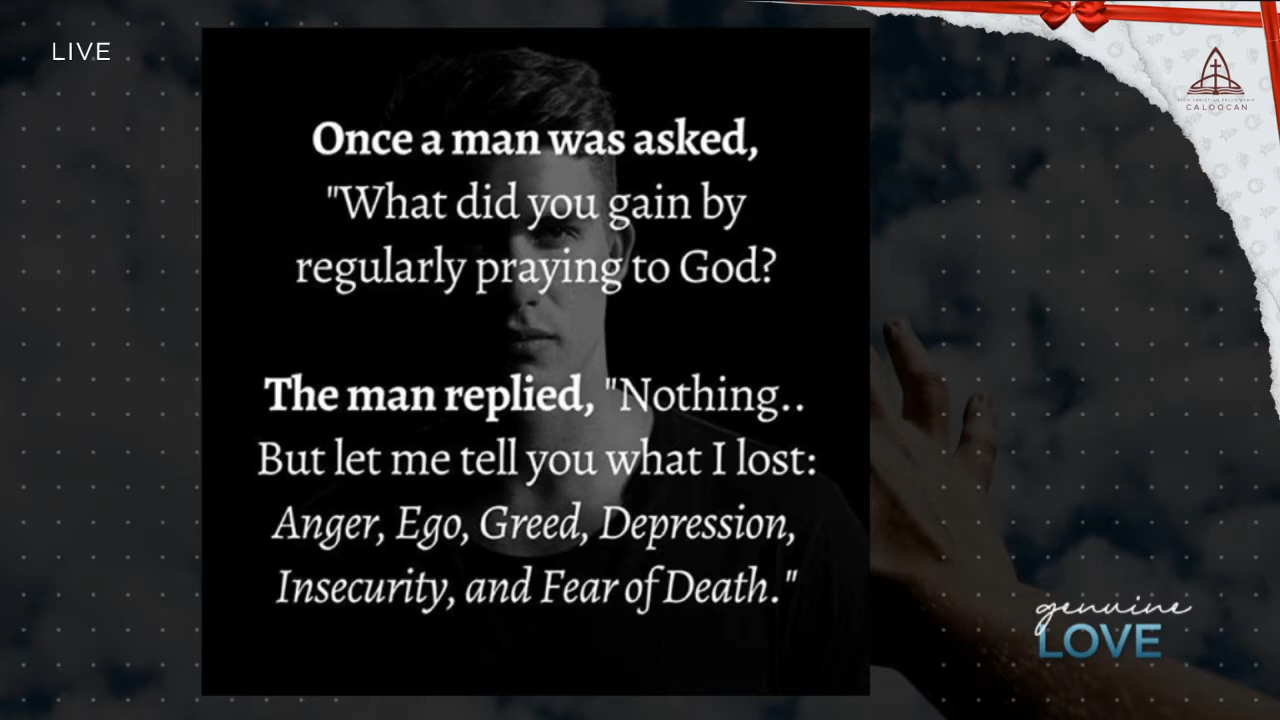 LIVE
Once a man was asked,
"What did you gain by
regularly praying to God?
The man replied, "Nothing..
But let me tell you what I lost:
Anger, Ego, Greed, Depression,
Insecurity, and Fear of Death."
CALOOCAN
genuine
LOVE